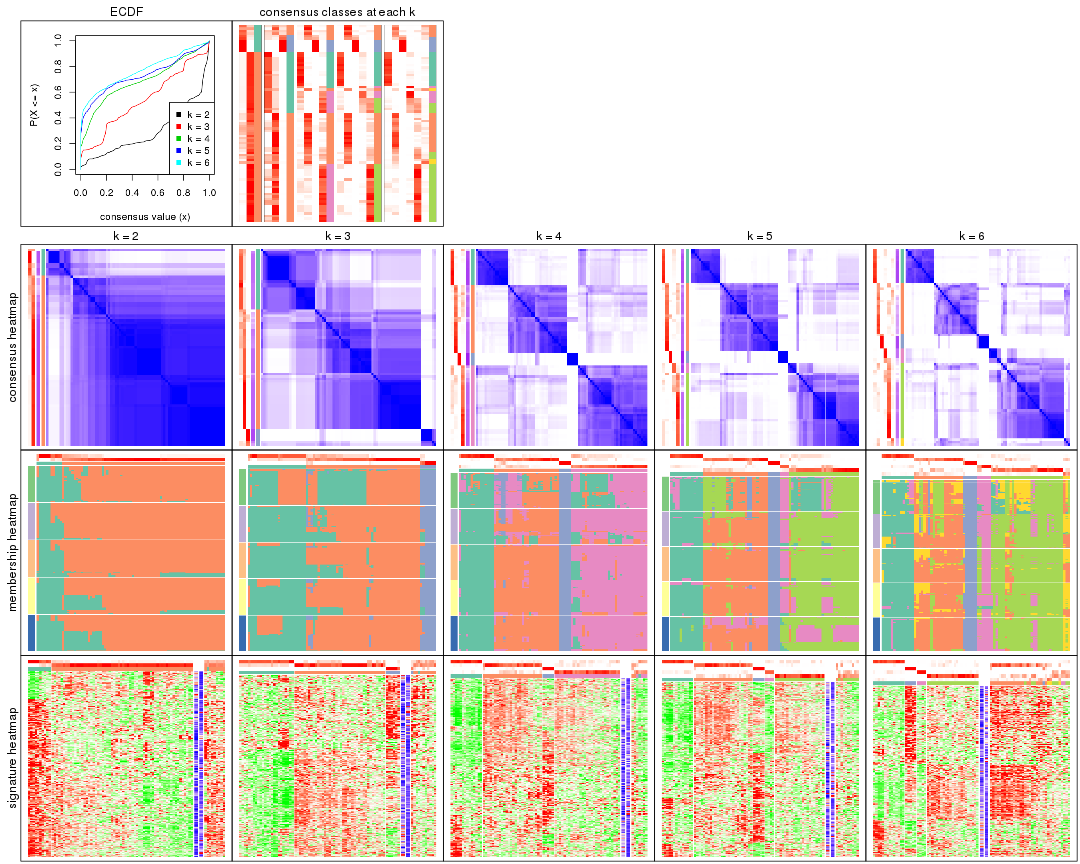 ECDF
consensus classes at each k
P(X <= x)
0.0 0.2 0.4 0.6 0.8 1.0
k = 2
k = 3
k = 4
k = 5
k = 6
0.0 0.2 0.4 0.6 0.8 1.0
consensus value (x)
k = 2 k = 3 k = 4 k = 5 k = 6
consensus heatmap
membership heatmap
signature heatmap